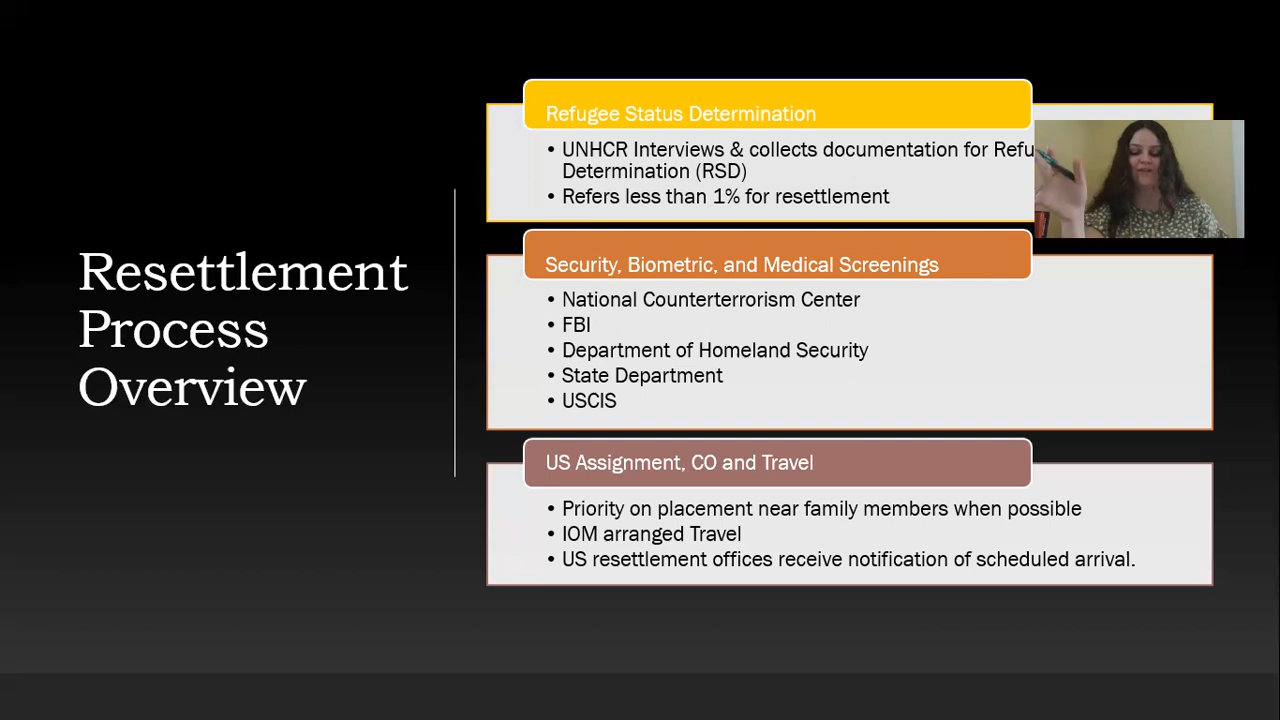 Resettlement
Process
Overview
Refugee Status Determination
• UNHCR Interviews & collects documentation for
Determination (RSD)
• Refers less than 1% for resettlement
Security, Biometric, and Medical Screenings
• National Counterterrorism Center
• FBI
• Department of Homeland Security
• State Department
• USCIS
US Assignment, CO and Travel
• Priority on placement near family members when possible
• IOM arranged Travel
• US resettlement offices receive notification of scheduled arrival.